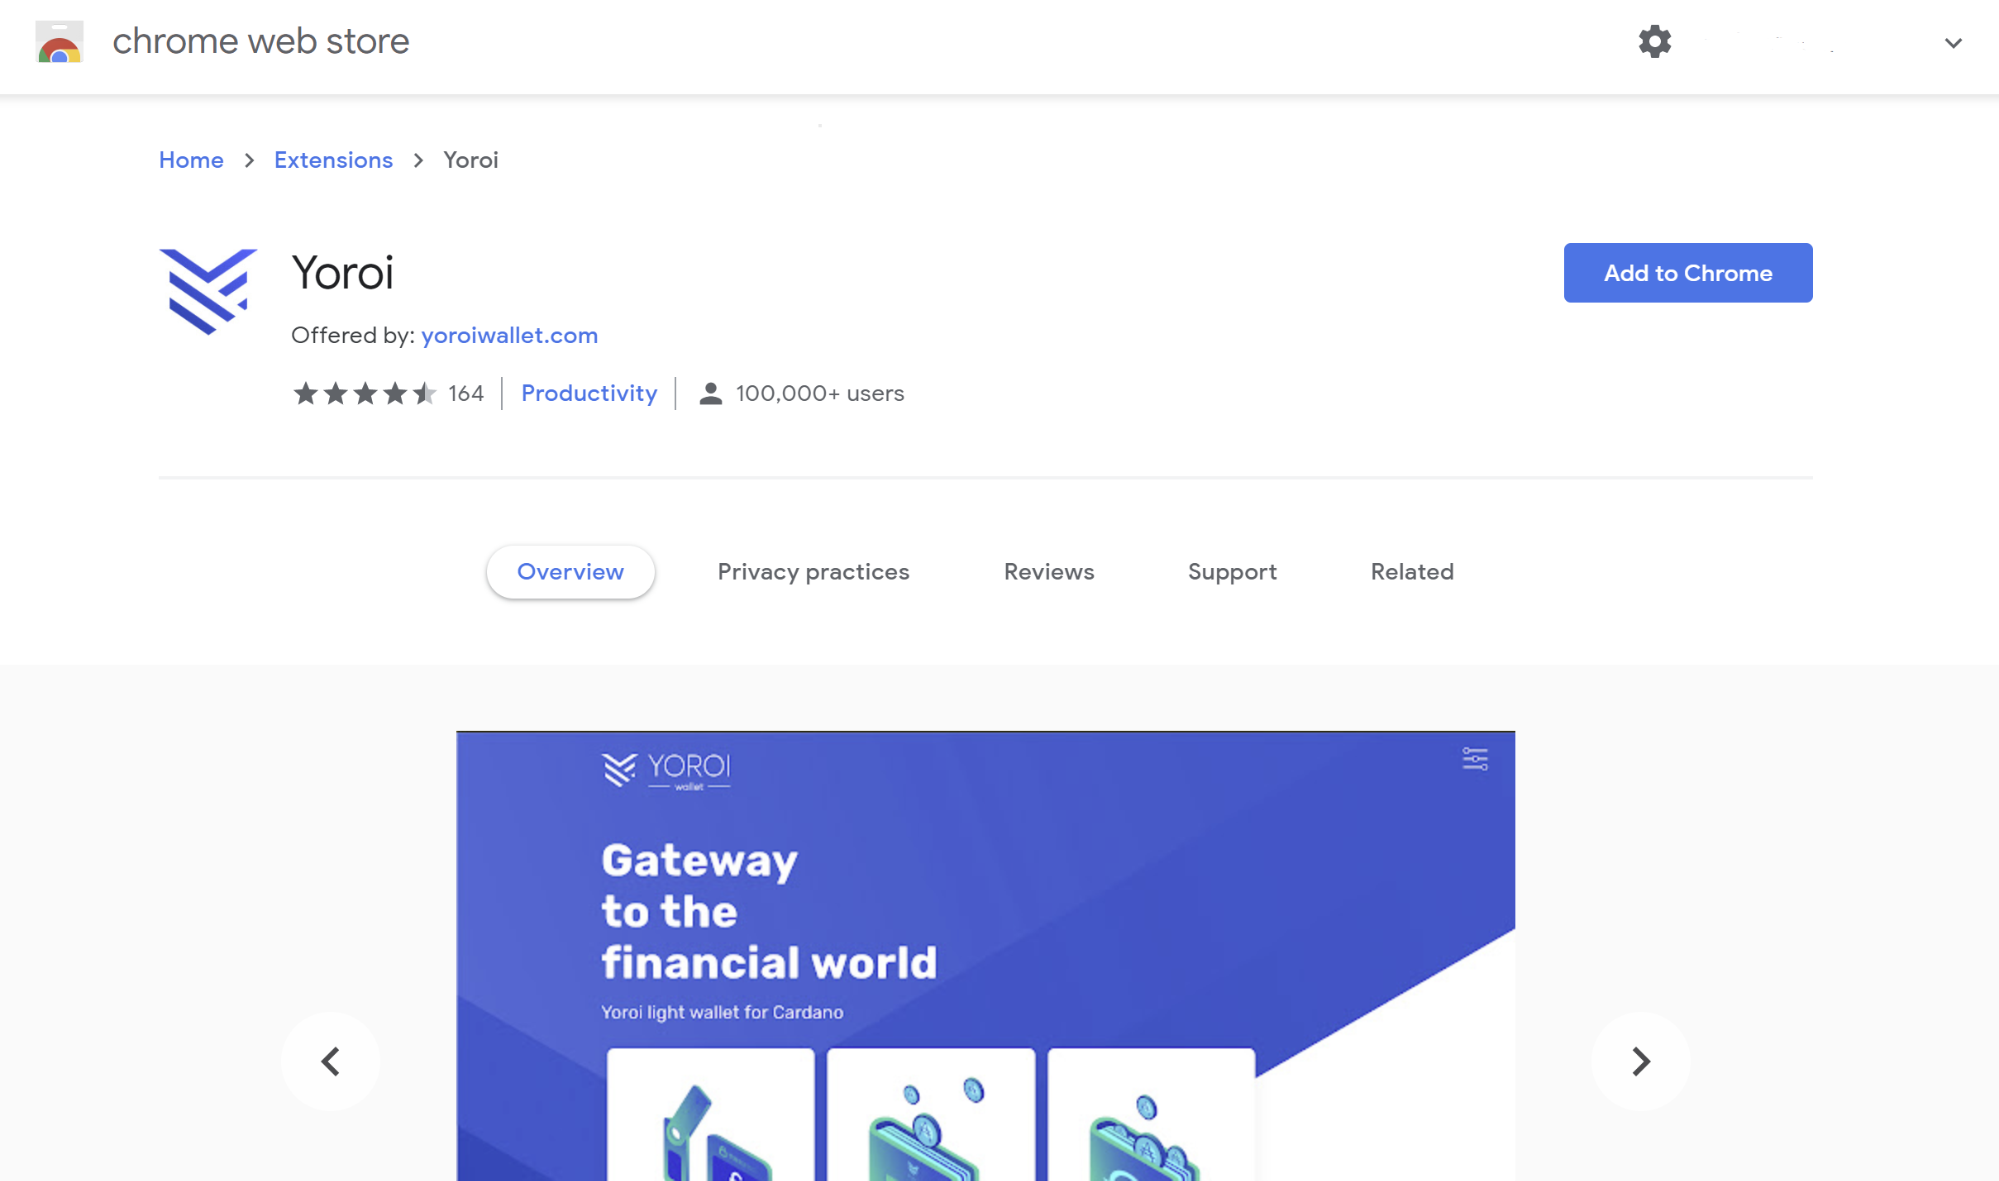 chrome web store
Home > Extensions > Yoroi
Yoroi
Add to Chrome
Offered by: yoroiwallet.com
164 | Productivity | 100,000+ users
Overview Privacy practices Reviews Support Related
YOROI
wallet
Gateway
to the
financial world
Yoroi light wallet for Cardano